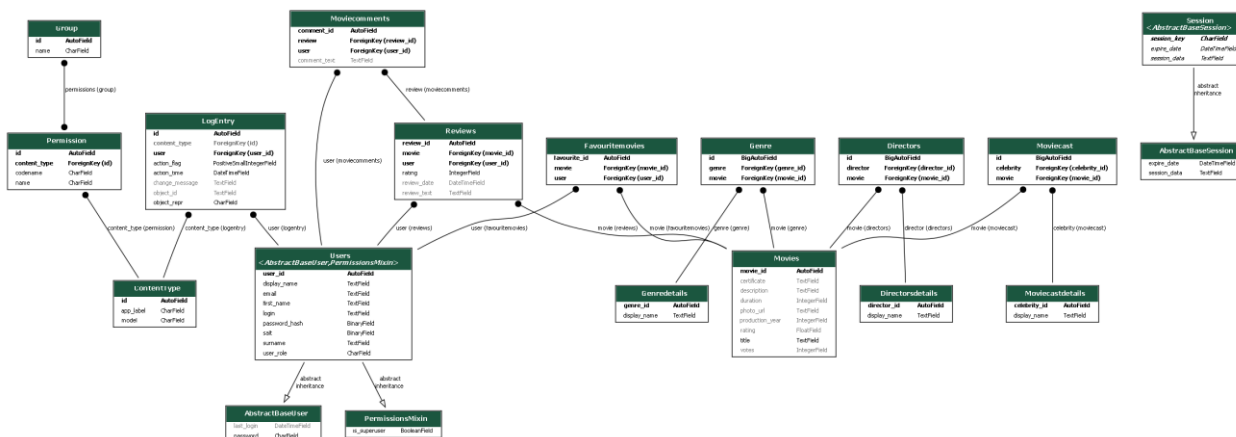 Group
id AutoField
name CharField
permissions (group)
Permission
id AutoField
content_type ForeignKey (id)
codename CharField
name CharField
content_type (permission)
LogEntry
id AutoField
content_type ForeignKey (id)
user ForeignKey (user_id)
action_flag PositiveSmallIntegerField
action_time DateTimeField
change_message TextField
object_id TextField
object_repr CharField
content_type (logentry)
user (logentry)
ContentType
id AutoField
app_label CharField
model CharField
Moviecomments
comment_id AutoField
review ForeignKey (review_id)
user ForeignKey (user_id)
comment_text TextField
user (moviecomments)
review (moviecomments)
Reviews
review_id AutoField
movie ForeignKey (movie_id)
user ForeignKey (user_id)
rating IntegerField
review_date DateTimeField
review_text TextField
user (reviews)
movie (reviews)
Favouritemovies
favourite_id AutoField
movie ForeignKey (movie_id)
user ForeignKey (user_id)
user (favouritemovies)
movie (favouritemovies)
Genre
id BigAutoField
genre ForeignKey (genre_id)
movie ForeignKey (movie_id)
genre (genre)
movie (genre)
Directors
id BigAutoField
director ForeignKey (director_id)
movie ForeignKey (movie_id)
movie (directors)
director (directors)
Moviecast
id BigAutoField
celebrity ForeignKey (celebrity_id)
movie ForeignKey (movie_id)
movie (moviecast)
celebrity (moviecast)
Users
<AbstractBaseUser,PermissionsMixin>
user_id AutoField
display_name TextField
email TextField
first_name TextField
login TextField
password_hash BinaryField
salt BinaryField
surname TextField
user_role CharField
abstract
inheritance
abstract
inheritance
AbstractBaseUser
last_login DateTimeField
password CharField
PermissionsMixin
is_superuser BooleanField
Genredetails
genre_id AutoField
display_name TextField
Movies
movie_id AutoField
certificate TextField
description TextField
duration IntegerField
photo_url TextField
production_year IntegerField
rating FloatField
title TextField
votes IntegerField
Directorsdetails
director_id AutoField
display_name TextField
Moviecastdetails
celebrity_id AutoField
display_name TextField
Session
<AbstractBaseSession>
session_key CharField
expire_date DateTimeField
session_data TextField
abstract
inheritance
AbstractBaseSession
expire_date DateTimeField
session_data TextField